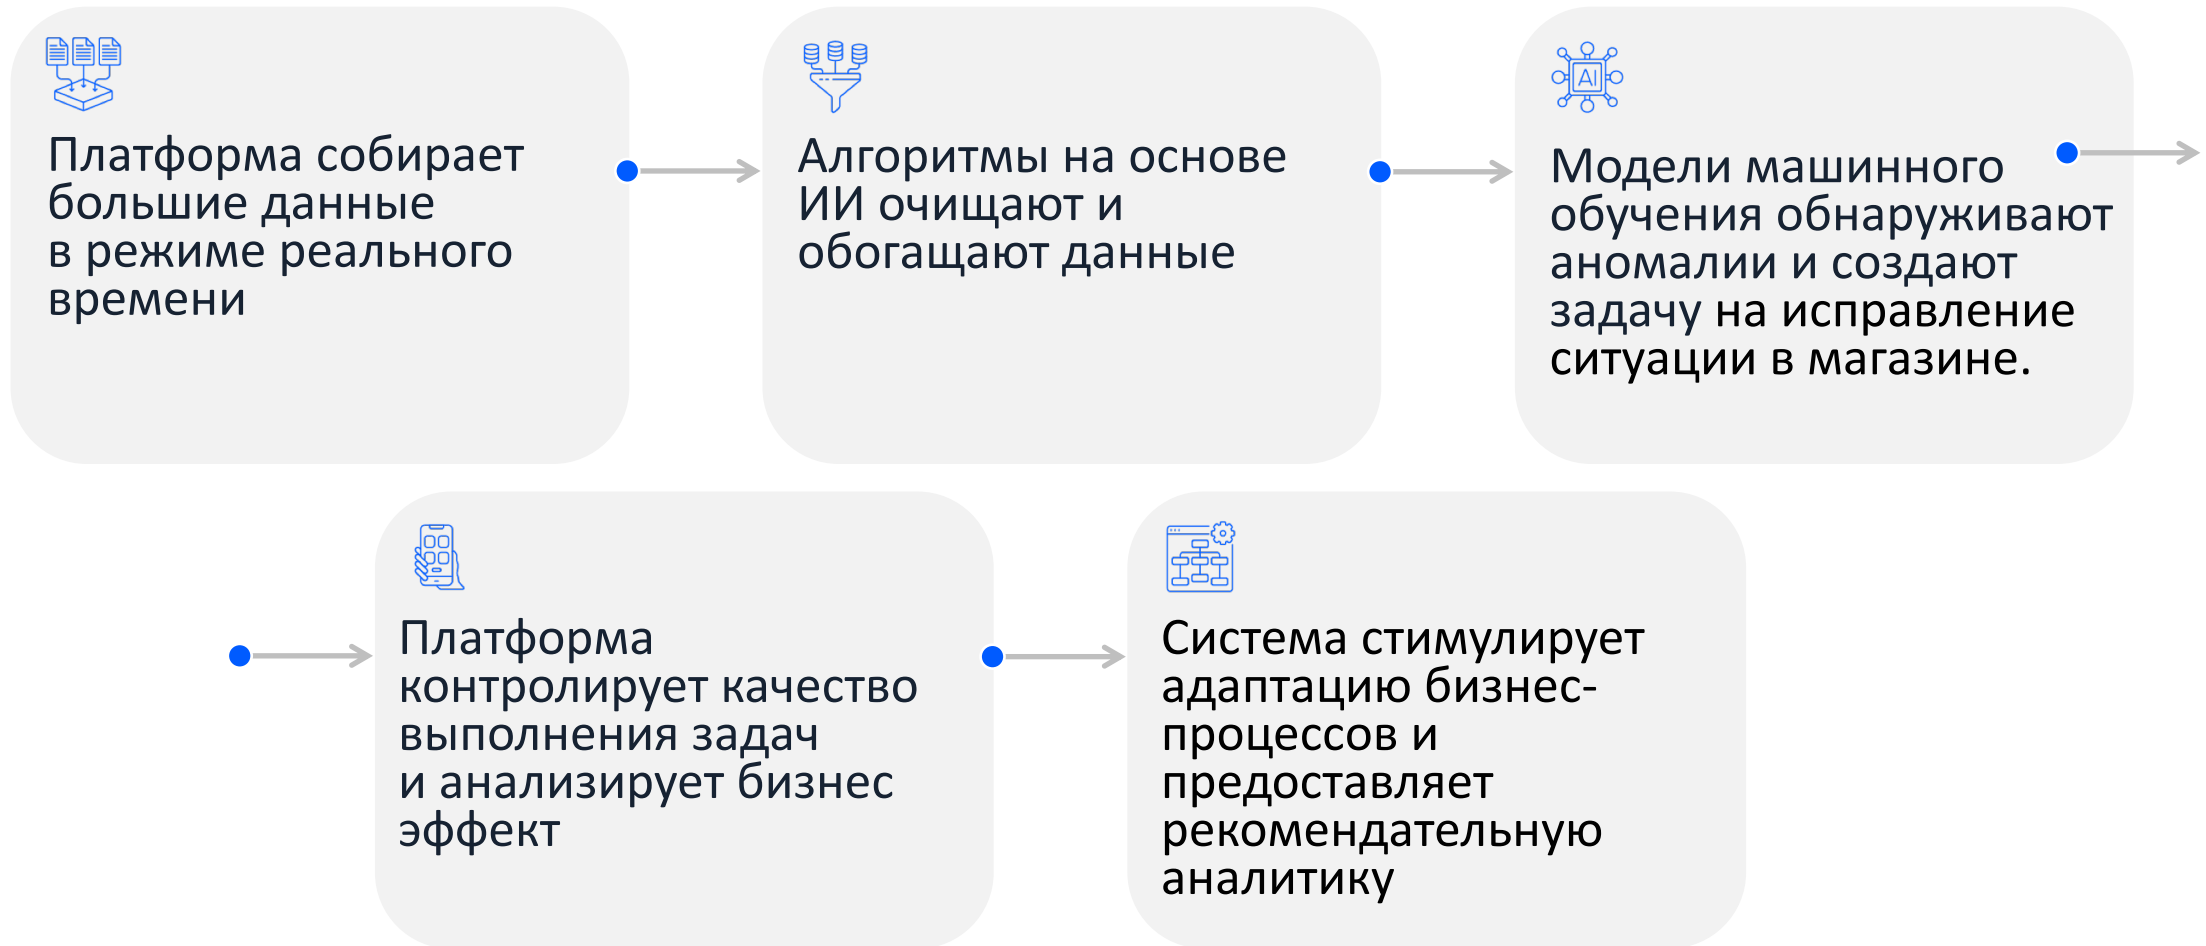 Платформа собирает
большие данные
в режиме реального
времени
Алгоритмы на основе
ИИ очищают и
обогащают данные
AI
Модели машинного
обучения обнаруживают
аномалии и создают
задачу на исправление
ситуации в магазине.
Платформа
контролирует качество
выполнения задач
и анализирует бизнес
эффект
Система стимулирует
адаптацию бизнес-
процессов и
предоставляет
рекомендательную
аналитику